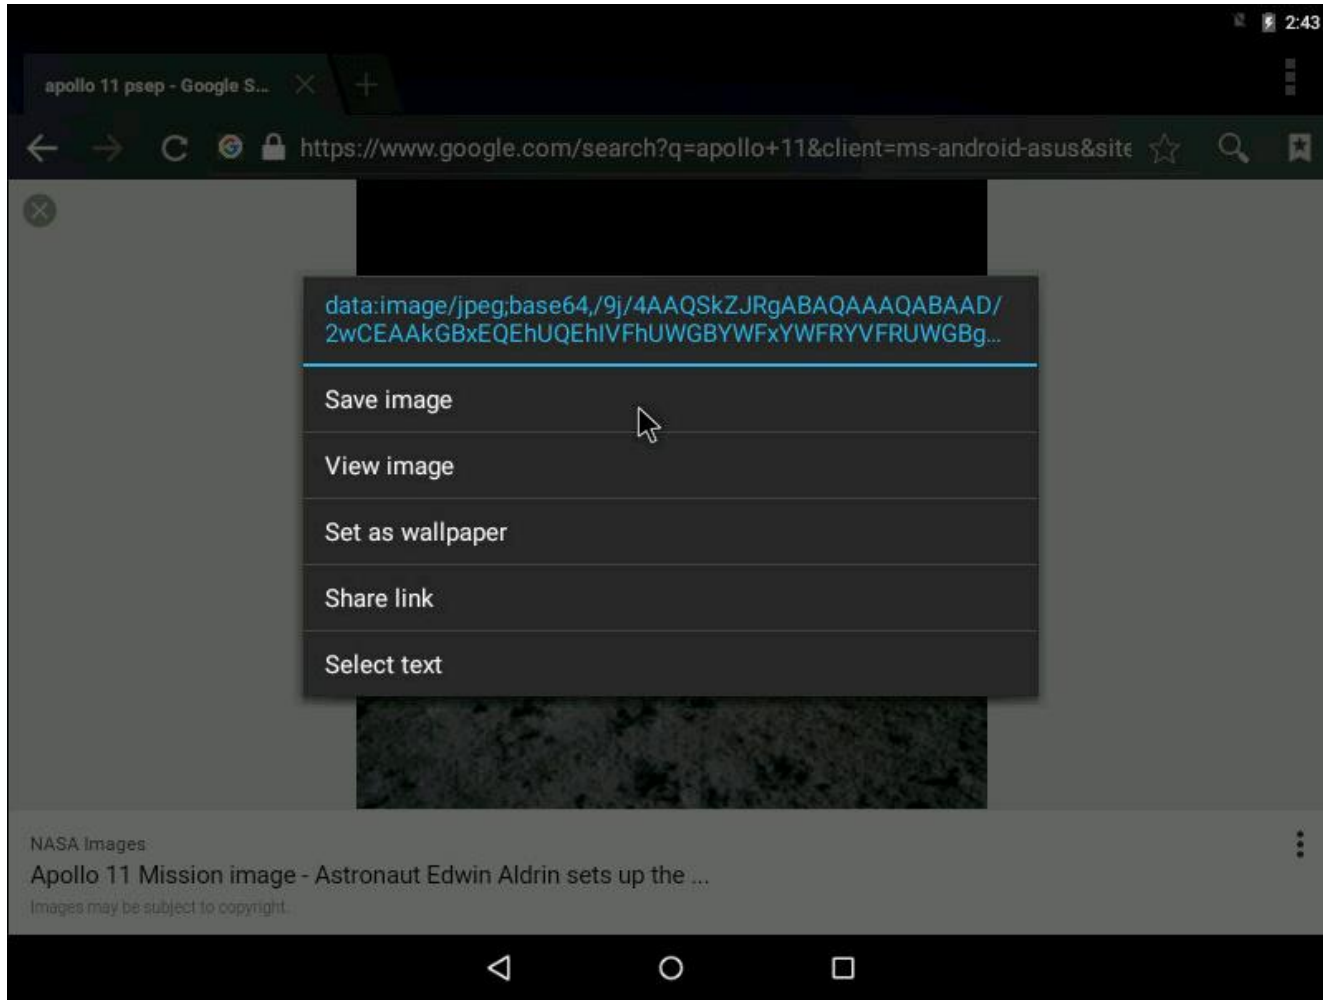 2:43
apollo 11 psep - Google S...
https://www.google.com/search?q=apollo+11&client=ms-android-asus&site
data:image/jpeg;base64,/9j/4AAQSkZJRgABAQAAAQABAAD/
2wCEAAkGBxEQEhUQEhIVFhUWGBYWFxYWFRYVFRUWGBg...
Save image
View image
Set as wallpaper
Share link
Select text
NASA Images
Apollo 11 Mission image - Astronaut Edwin Aldrin sets up the ...
Images may be subject to copyright.